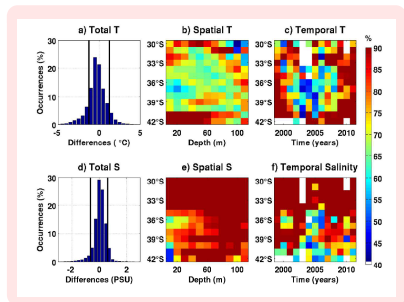 a) Total T
b) Spatial T
c) Temporal T
%
30
20
10
0
Occurrences (%)
-5 0 5
Differences ( °C)
30°S
33°S
36°S
39°S
42°S
20 60 100
Depth (m)
30°S
33°S
36°S
39°S
42°S
2000 2005 2010
Time (years)
90
85
80
75
70
65
60
55
50
45
40
d) Total S
e) Spatial S
f) Temporal Salinity
30
20
10
0
Occurrences (%)
-2 0 2
Differences (PSU)
30°S
33°S
36°S
39°S
42°S
20 60 100
Depth (m)
30°S
33°S
36°S
39°S
42°S
2000 2005 2010
Time (years)